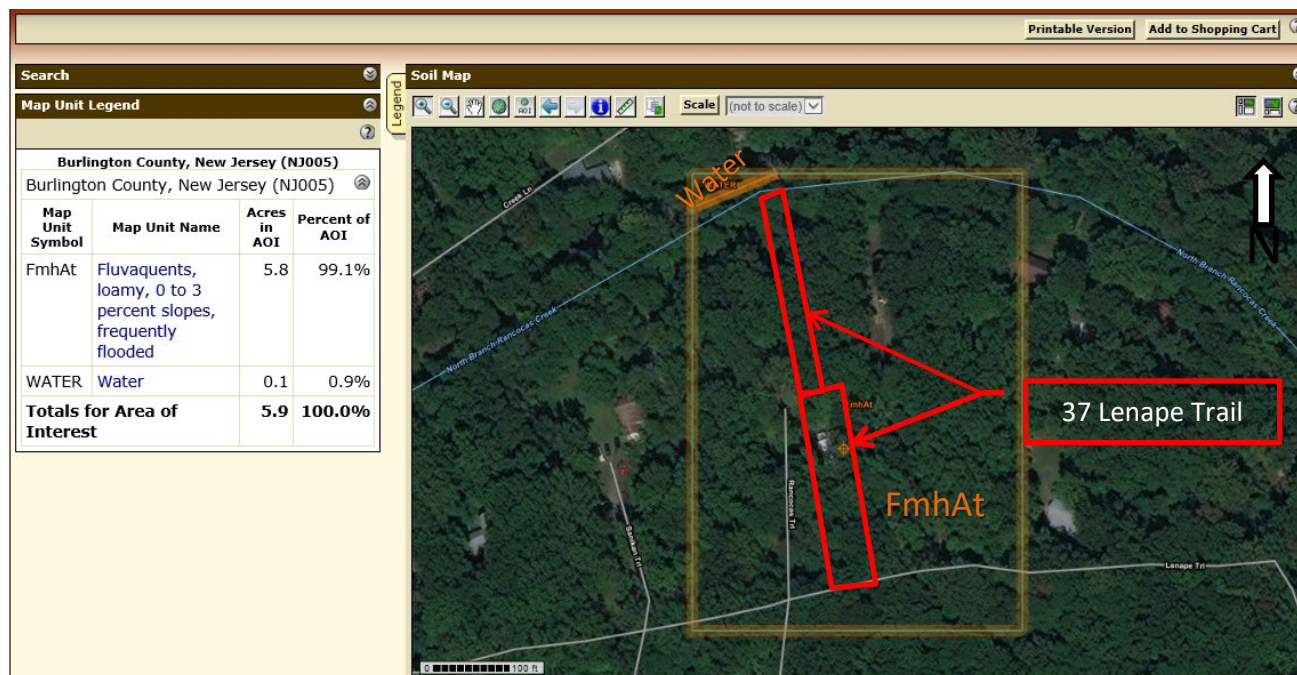 Printable Version Add to Shopping Cart
Search
Map Unit Legend
Burlington County, New Jersey (NJ005)
Burlington County, New Jersey (NJ005)
Map Unit Symbol Map Unit Name Acres in AOI Percent of AOI
FmhAt Fluvaquents, loamy, 0 to 3 percent slopes, frequently flooded 5.8 99.1%
WATER Water 0.1 0.9%
Totals for Area of Interest 5.9 100.0%
Legend
Soil Map
AOI
Scale (not to scale)
Water
Creek Ln
N
North Branch Rancocas Creek
North Branch Rancocas Creek
37 Lenape Trail
FmhAt
Rancocas Trl
Sanikan Trl
Lenape Trl
0 100 ft